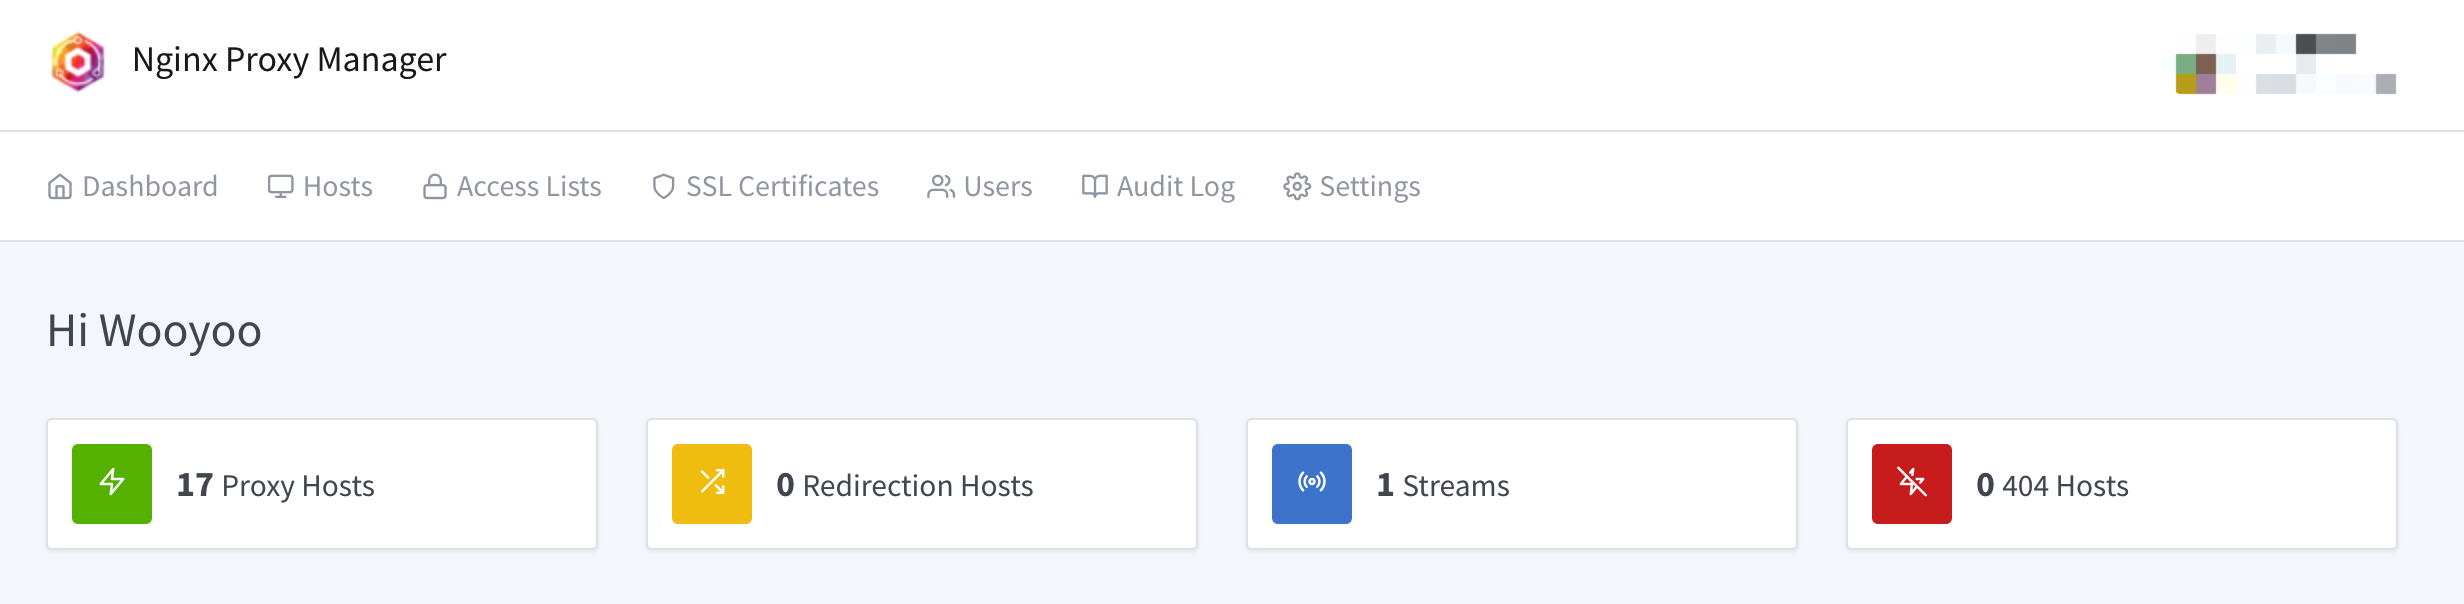 Nginx Proxy Manager
Dashboard Hosts Access Lists SSL Certificates Users Audit Log Settings
Hi Wooyoo
17 Proxy Hosts 0 Redirection Hosts 1 Streams 0 404 Hosts